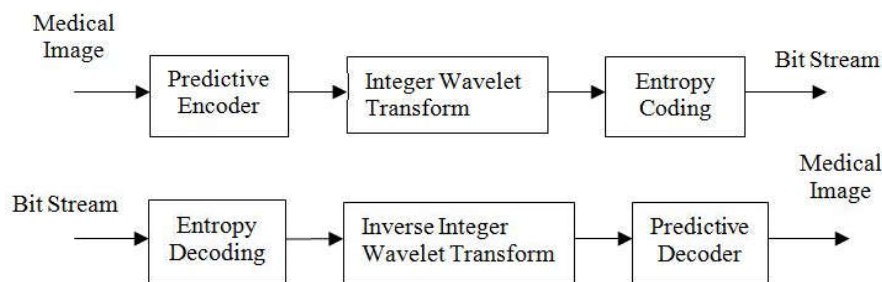 Medical
Image
Predictive
Encoder
Integer Wavelet
Transform
Entropy
Coding
Bit Stream
Bit Stream
Entropy
Decoding
Inverse Integer
Wavelet Transform
Predictive
Decoder
Medical
Image